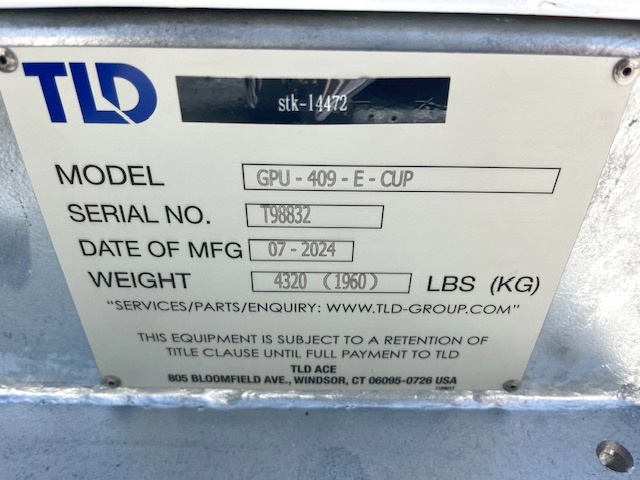 TLD
stk-14472
MODEL GPU - 409 - E - CUP
SERIAL NO. T98832
DATE OF MFG 07 - 2024
WEIGHT 4320 (1960) LBS (KG)
"SERVICES/PARTS/ENQUIRY: WWW.TLD-GROUP.COM"
THIS EQUIPMENT IS SUBJECT TO A RETENTION OF
TITLE CLAUSE UNTIL FULL PAYMENT TO TLD
TLD ACE
805 BLOOMFIELD AVE., WINDSOR, CT 06095-0726 USA